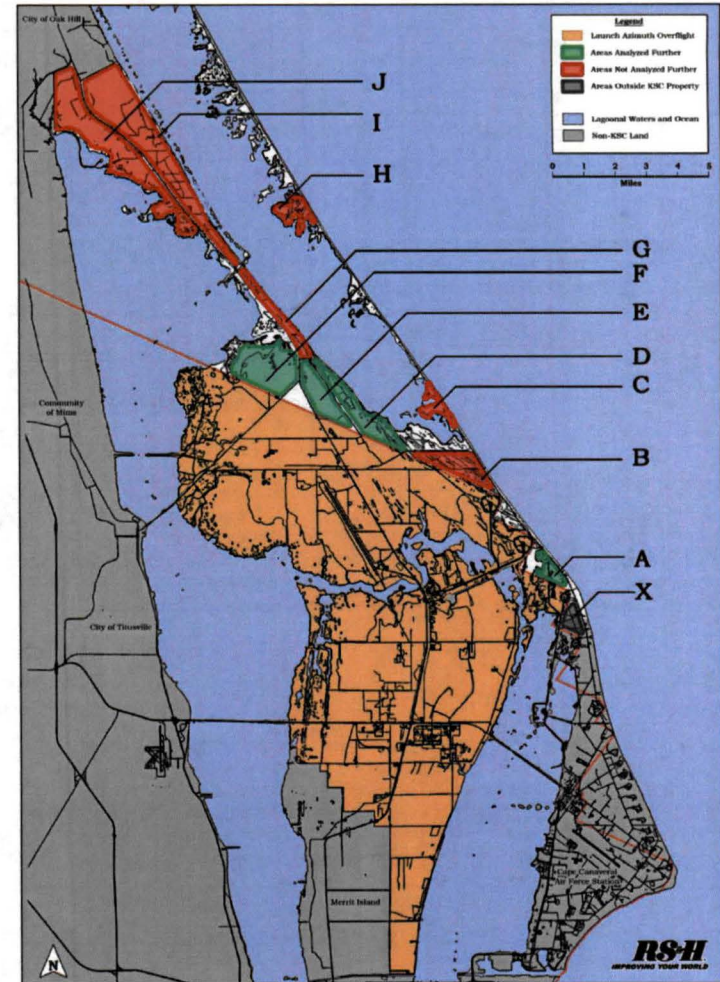 City of Oak Hill
Legend
Launch Azimuth Overflight
Areas Analyzed Further
Areas Not Analyzed Further
Areas Outside KSC Property
Lagoonal Waters and Ocean
Non-KSC Land
0 1 2 3 4 5
Miles
J
I
H
G
F
E
D
C
Community
of Mims
B
A
X
City of Titusville
Cape Canaveral
Air Force Station
Merrit Island
N
RS&H
IMPROVING YOUR WORLD